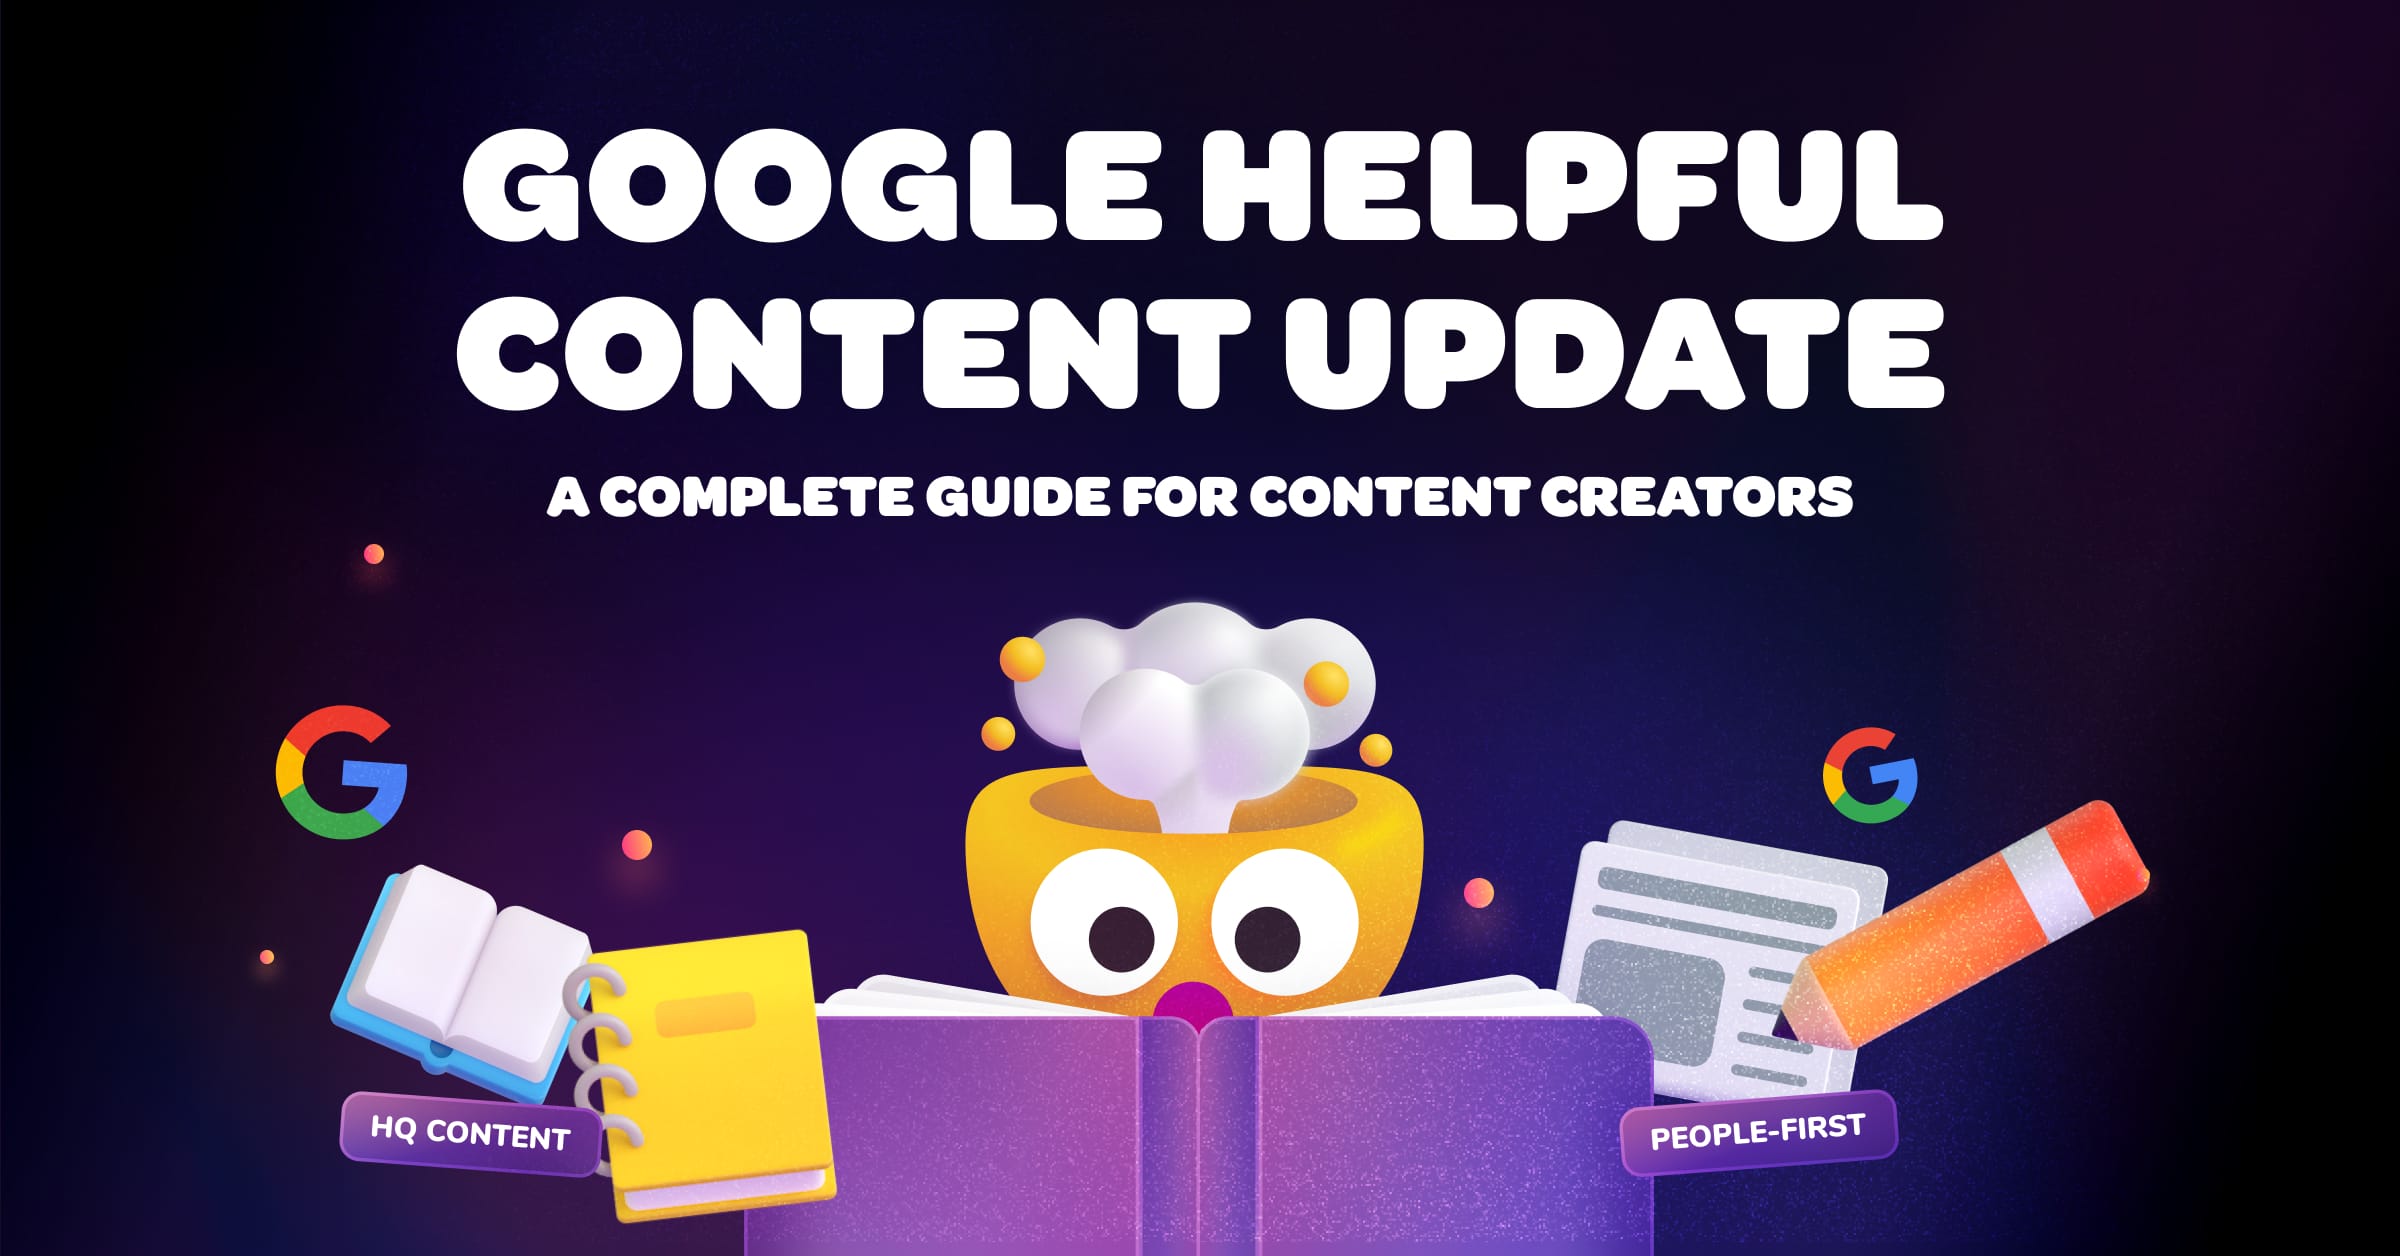 GOOGLE HELPFUL
CONTENT UPDATE
A COMPLETE GUIDE FOR CONTENT CREATORS
HQ CONTENT
PEOPLE-FIRST